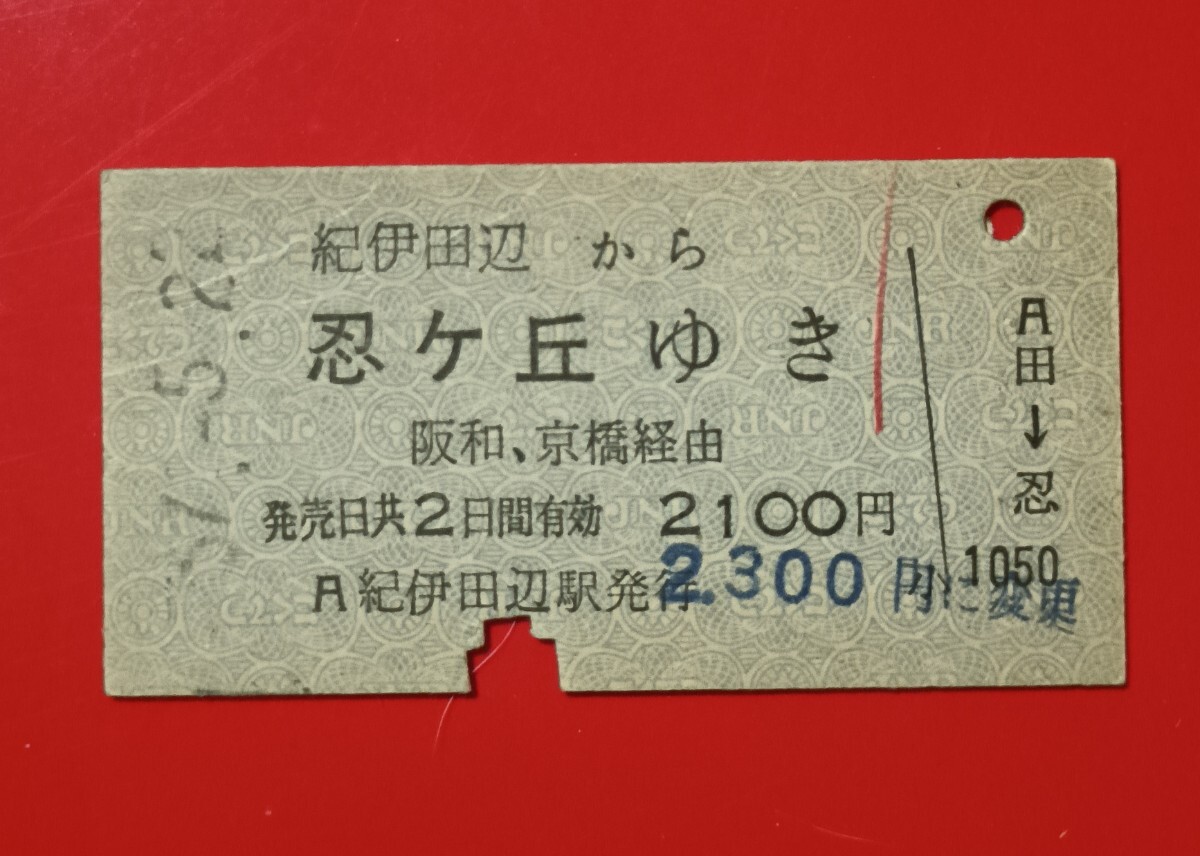 紀伊田辺 から
忍ケ丘ゆき
阪和、京橋経由
発売日共2日間有効 2100円
2.300 円に変更
A紀伊田辺駅発行
A
田
↓
忍
1050